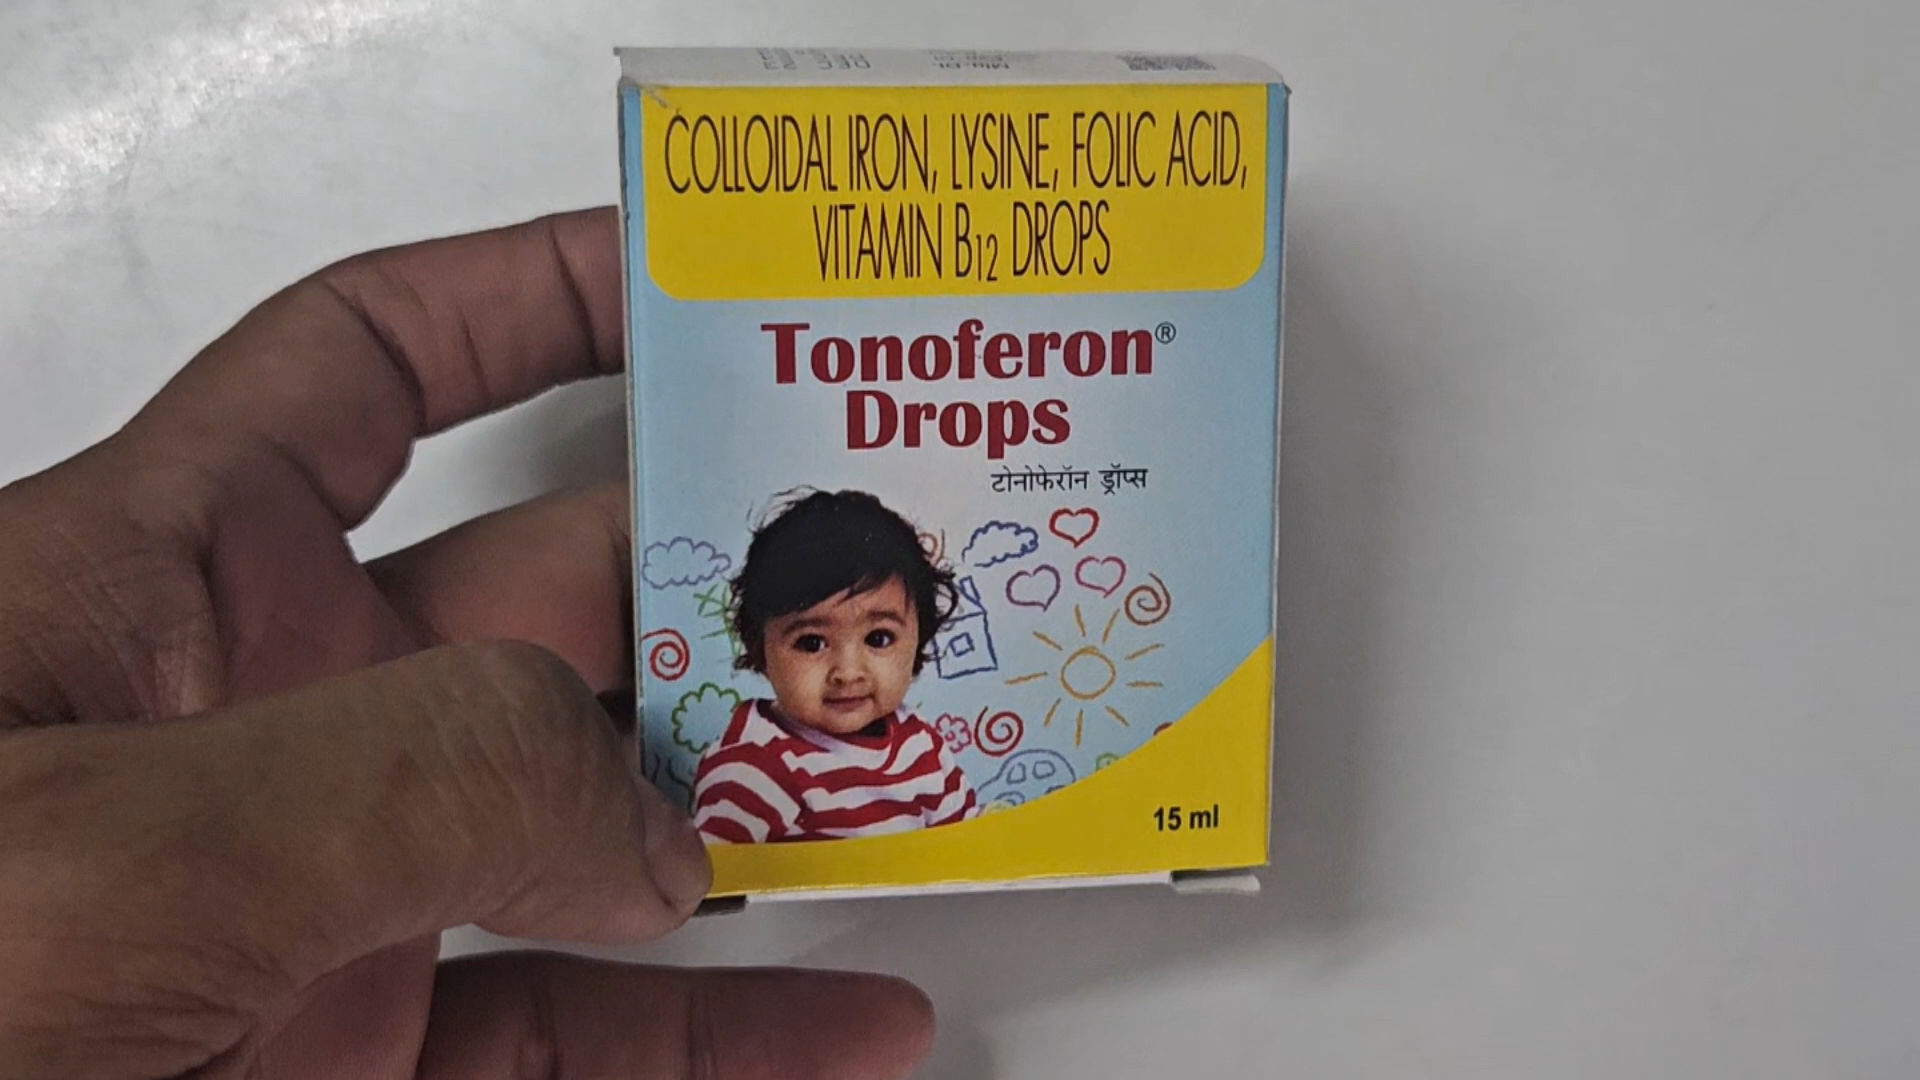 COLLOIDAL IRON, LYSINE, FOLIC ACID,
VITAMIN B12 DROPS
Tonoferon®
Drops
टोनोफेरॉन ड्रॉप्स
15 ml